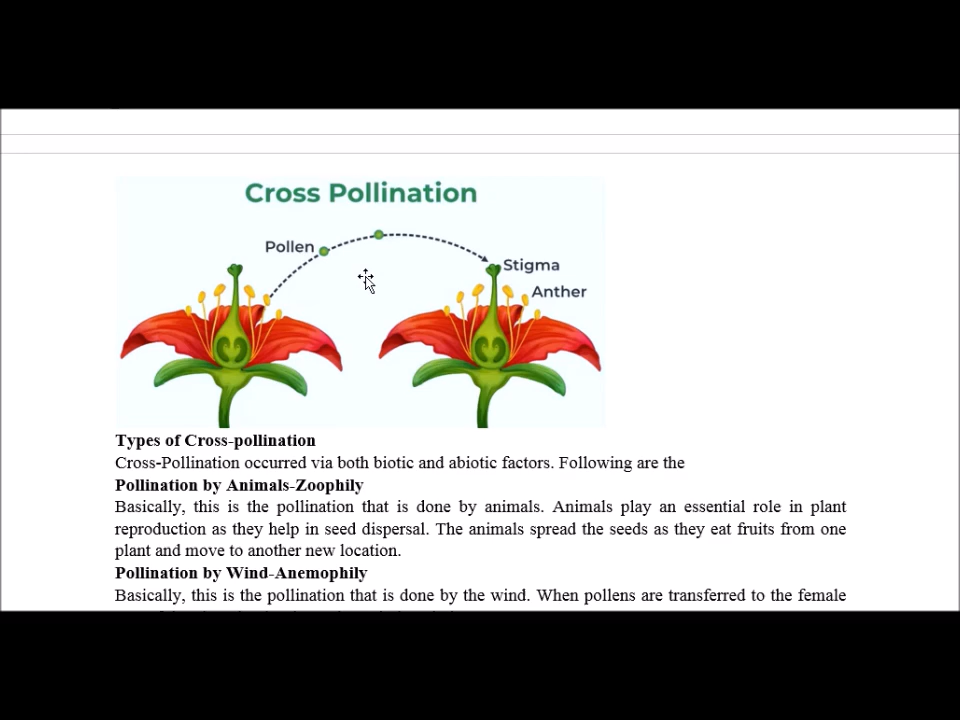 Cross Pollination
Pollen
Stigma
Anther
Types of Cross-pollination
Cross-Pollination occurred via both biotic and abiotic factors. Following are the
Pollination by Animals-Zoophily
Basically, this is the pollination that is done by animals. Animals play an essential role in plant
reproduction as they help in seed dispersal. The animals spread the seeds as they eat fruits from one
plant and move to another new location.
Pollination by Wind-Anemophily
Basically, this is the pollination that is done by the wind. When pollens are transferred to the female